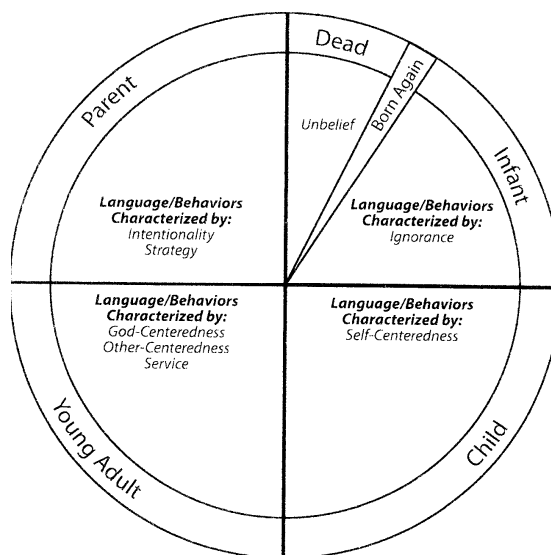 Dead
Unbelief
Born Again
Infant
Language/Behaviors
Characterized by:
Ignorance
Child
Language/Behaviors
Characterized by:
Self-Centeredness
Young Adult
Language/Behaviors
Characterized by:
God-Centeredness
Other-Centeredness
Service
Parent
Language/Behaviors
Characterized by:
Intentionality
Strategy